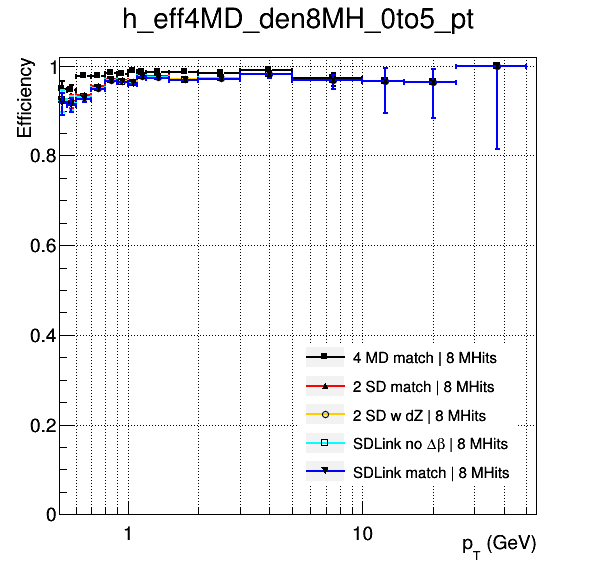 h_eff4MD_den8MH_0to5_pt
Efficiency
1
0.8
0.6
0.4
0.2
0
4 MD match | 8 MHits
2 SD match | 8 MHits
2 SD w dZ | 8 MHits
SDLink no Δβ | 8 MHits
SDLink match | 8 MHits
1
10
p_T (GeV)